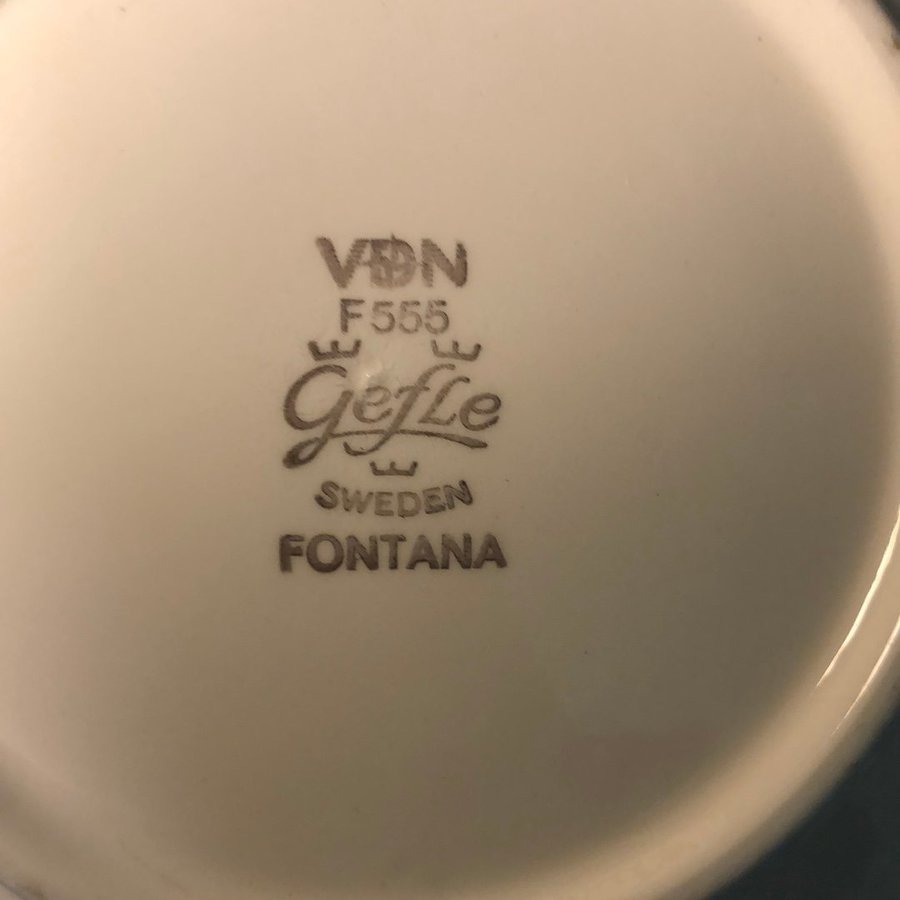 VDN
F555
Gefle
SWEDEN
FONTANA